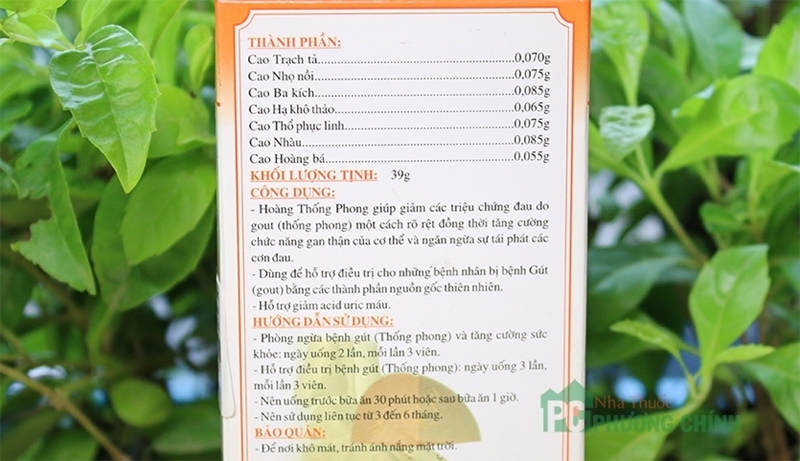 THÀNH PHẦN:
Cao Trạch tả..........................................................0,070g
Cao Nhọ nồi..........................................................0,075g
Cao Ba kích...........................................................0,085g
Cao Hạ khô thảo....................................................0,065g
Cao Thổ phục linh.................................................0,075g
Cao Nhàu...............................................................0,085g
Cao Hoàng bá........................................................0,055g
KHỐI LƯỢNG TỊNH: 39g
CÔNG DỤNG:
- Hoàng Thống Phong giúp giảm các triệu chứng đau do
gout (thống phong) một cách rõ rệt đồng thời tăng cường
chức năng gan thận của cơ thể và ngăn ngừa sự tái phát các
cơn đau.
- Dùng để hỗ trợ điều trị cho những bệnh nhân bị bệnh Gút
(gout) bằng các thành phần nguồn gốc thiên nhiên.
- Hỗ trợ giảm acid uric máu.
HƯỚNG DẪN SỬ DỤNG:
- Phòng ngừa bệnh gút (Thống phong) và tăng cường sức
khỏe: ngày uống 2 lần, mỗi lần 3 viên.
- Hỗ trợ điều trị bệnh gút (Thống phong): ngày uống 3 lần,
mỗi lần 3 viên.
- Nên uống trước bữa ăn 30 phút hoặc sau bữa ăn 1 giờ.
- Nên sử dụng liên tục từ 3 đến 6 tháng.
BẢO QUẢN:
- Để nơi khô mát, tránh ánh nắng mặt trời.
PC Nhà Thuốc
PHƯƠNG CHÍNH